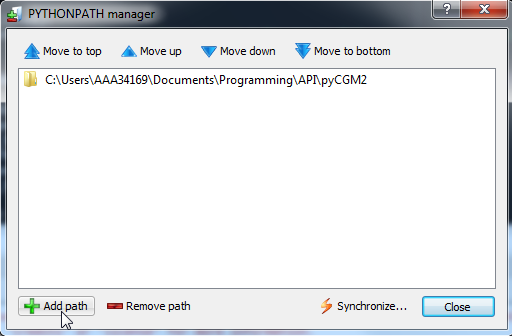 PYTHONPATH manager
Move to top Move up Move down Move to bottom
C:\Users\AAA34169\Documents\Programming\API\pyCGM2
Add path Remove path Synchronize... Close